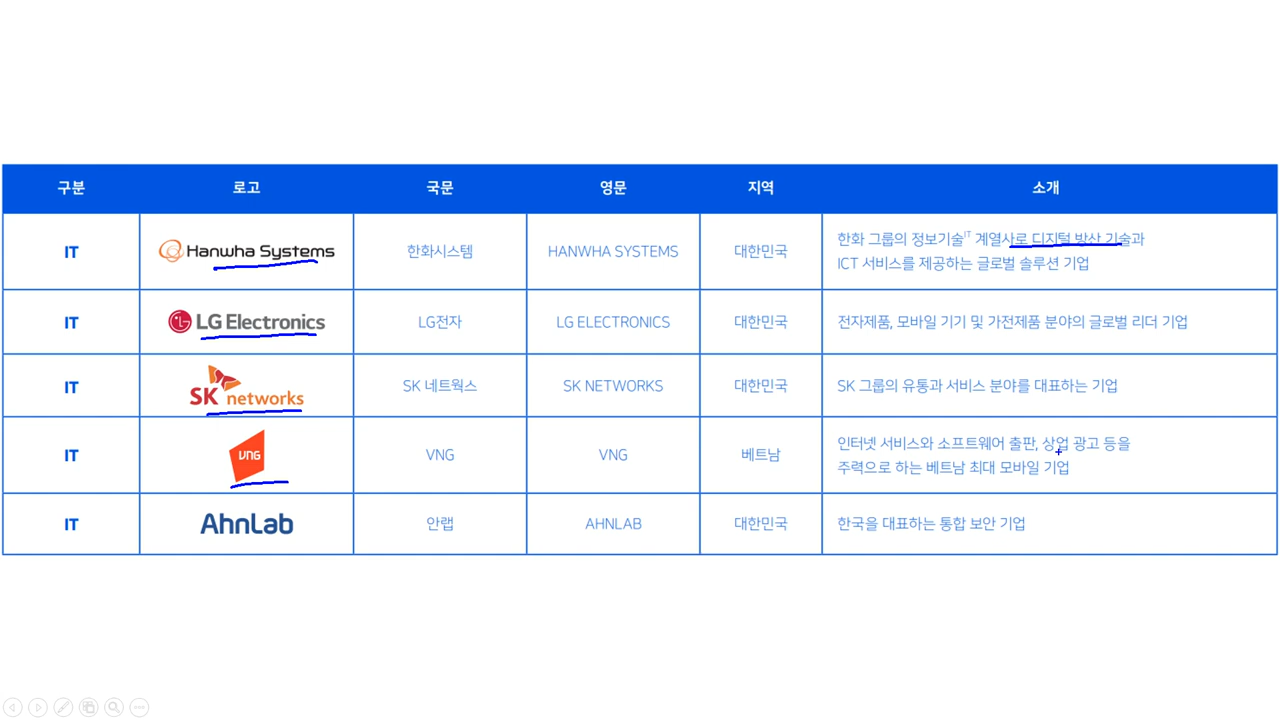 구분 로고 국문 영문 지역 소개
IT Hanwha Systems 한화시스템 HANWHA SYSTEMS 대한민국 한화 그룹의 정보기술IT 계열사로 디지털 방산 기술과
ICT 서비스를 제공하는 글로벌 솔루션 기업
IT LG Electronics LG전자 LG ELECTRONICS 대한민국 전자제품, 모바일 기기 및 가전제품 분야의 글로벌 리더 기업
IT SK networks SK 네트웍스 SK NETWORKS 대한민국 SK 그룹의 유통과 서비스 분야를 대표하는 기업
IT VNG VNG VNG 베트남 인터넷 서비스와 소프트웨어 출판, 상업 광고 등을
주력으로 하는 베트남 최대 모바일 기업
IT AhnLab 안랩 AHNLAB 대한민국 한국을 대표하는 통합 보안 기업